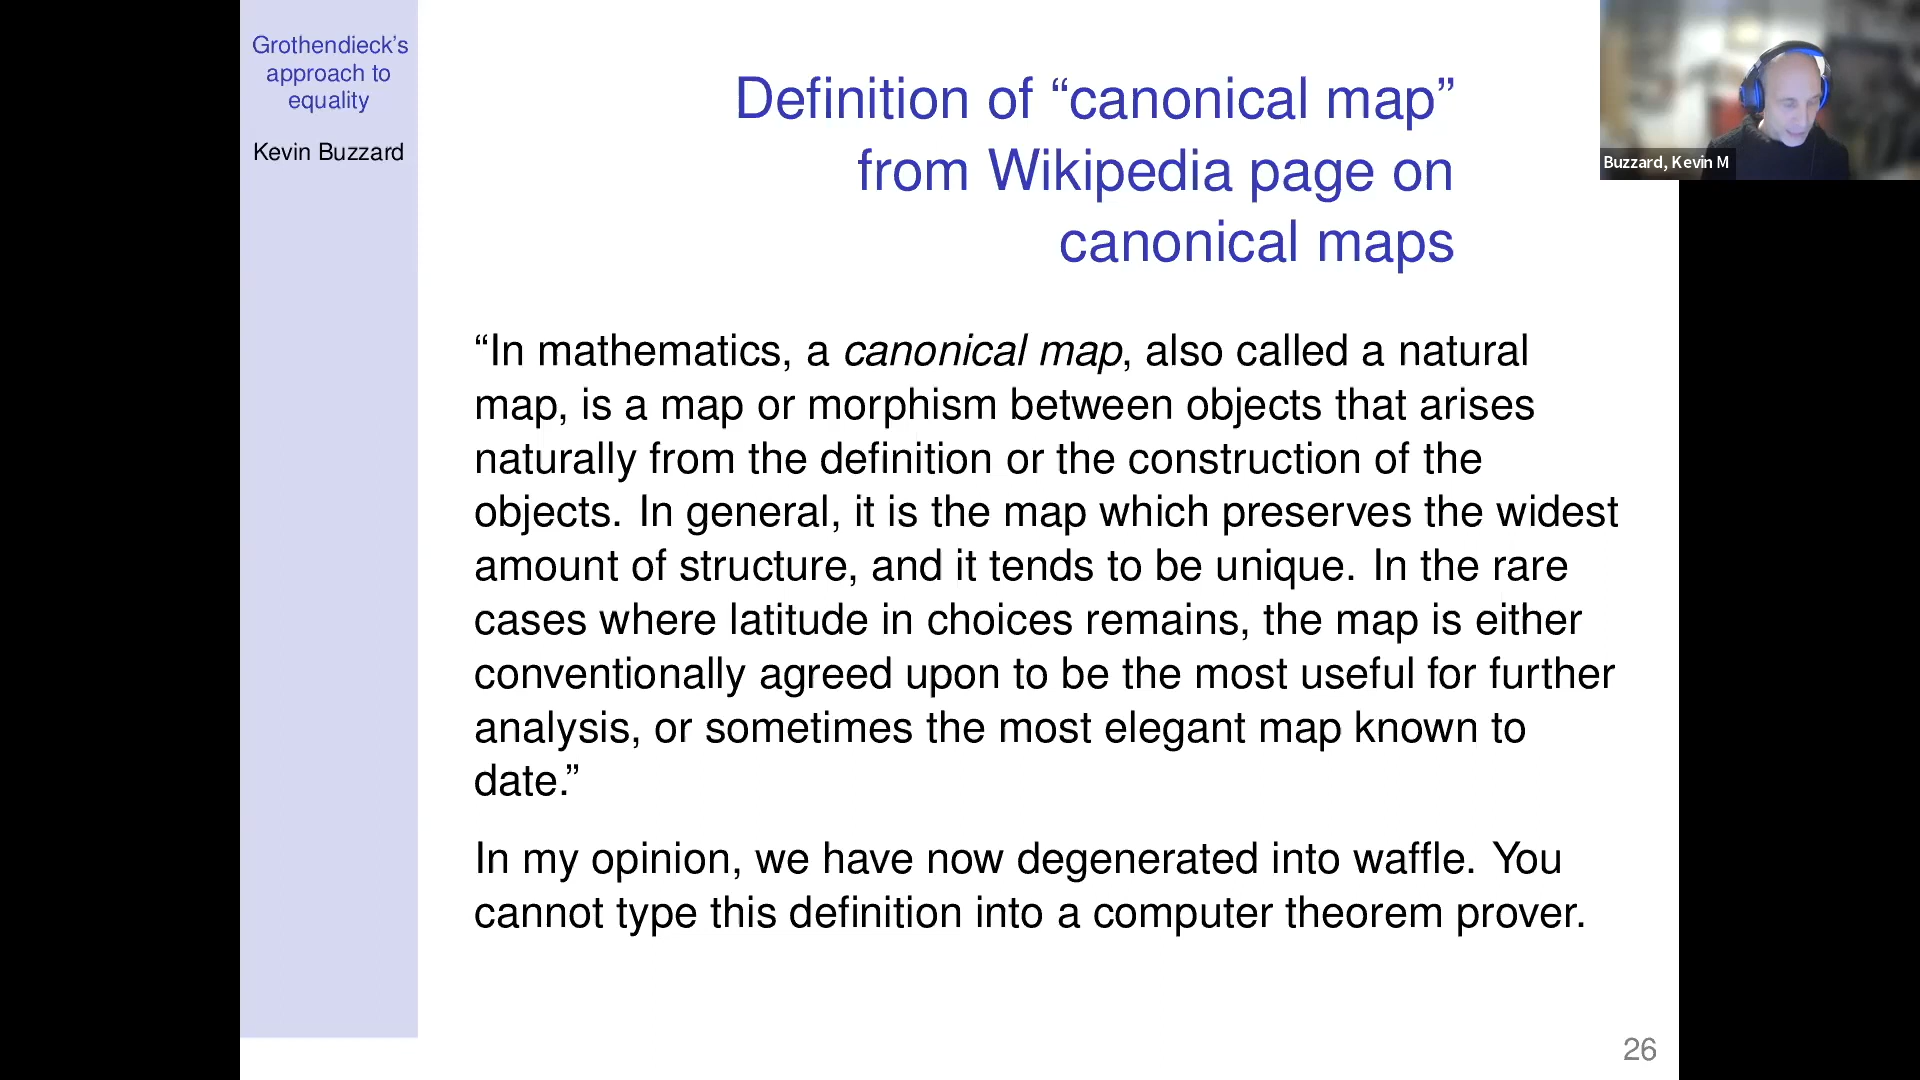 Grothendieck's
approach to
equality
Kevin Buzzard
Definition of “canonical map”
from Wikipedia page on
canonical maps
“In mathematics, a canonical map, also called a natural
map, is a map or morphism between objects that arises
naturally from the definition or the construction of the
objects. In general, it is the map which preserves the widest
amount of structure, and it tends to be unique. In the rare
cases where latitude in choices remains, the map is either
conventionally agreed upon to be the most useful for further
analysis, or sometimes the most elegant map known to
date.”
In my opinion, we have now degenerated into waffle. You
cannot type this definition into a computer theorem prover.
26
Buzzard, Kevin M